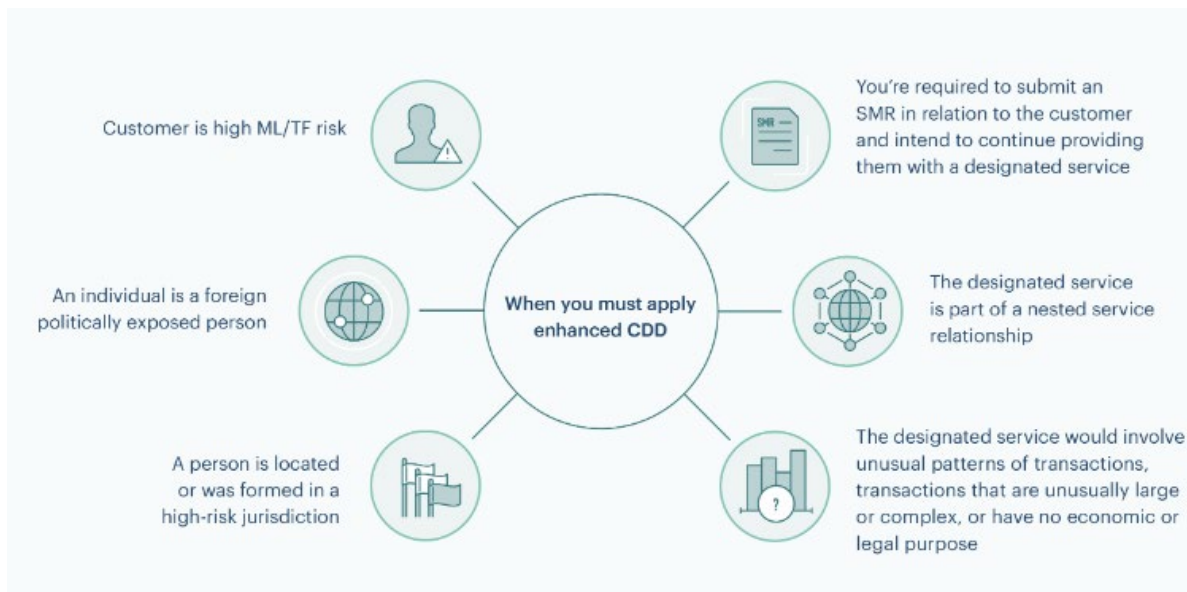 Customer is high ML/TF risk
SMR
You're required to submit an
SMR in relation to the customer
and intend to continue providing
them with a designated service
An individual is a foreign
politically exposed person
When you must apply
enhanced CDD
The designated service
is part of a nested service
relationship
A person is located
or was formed in a
high-risk jurisdiction
?
The designated service would involve
unusual patterns of transactions,
transactions that are unusually large
or complex, or have no economic or
legal purpose